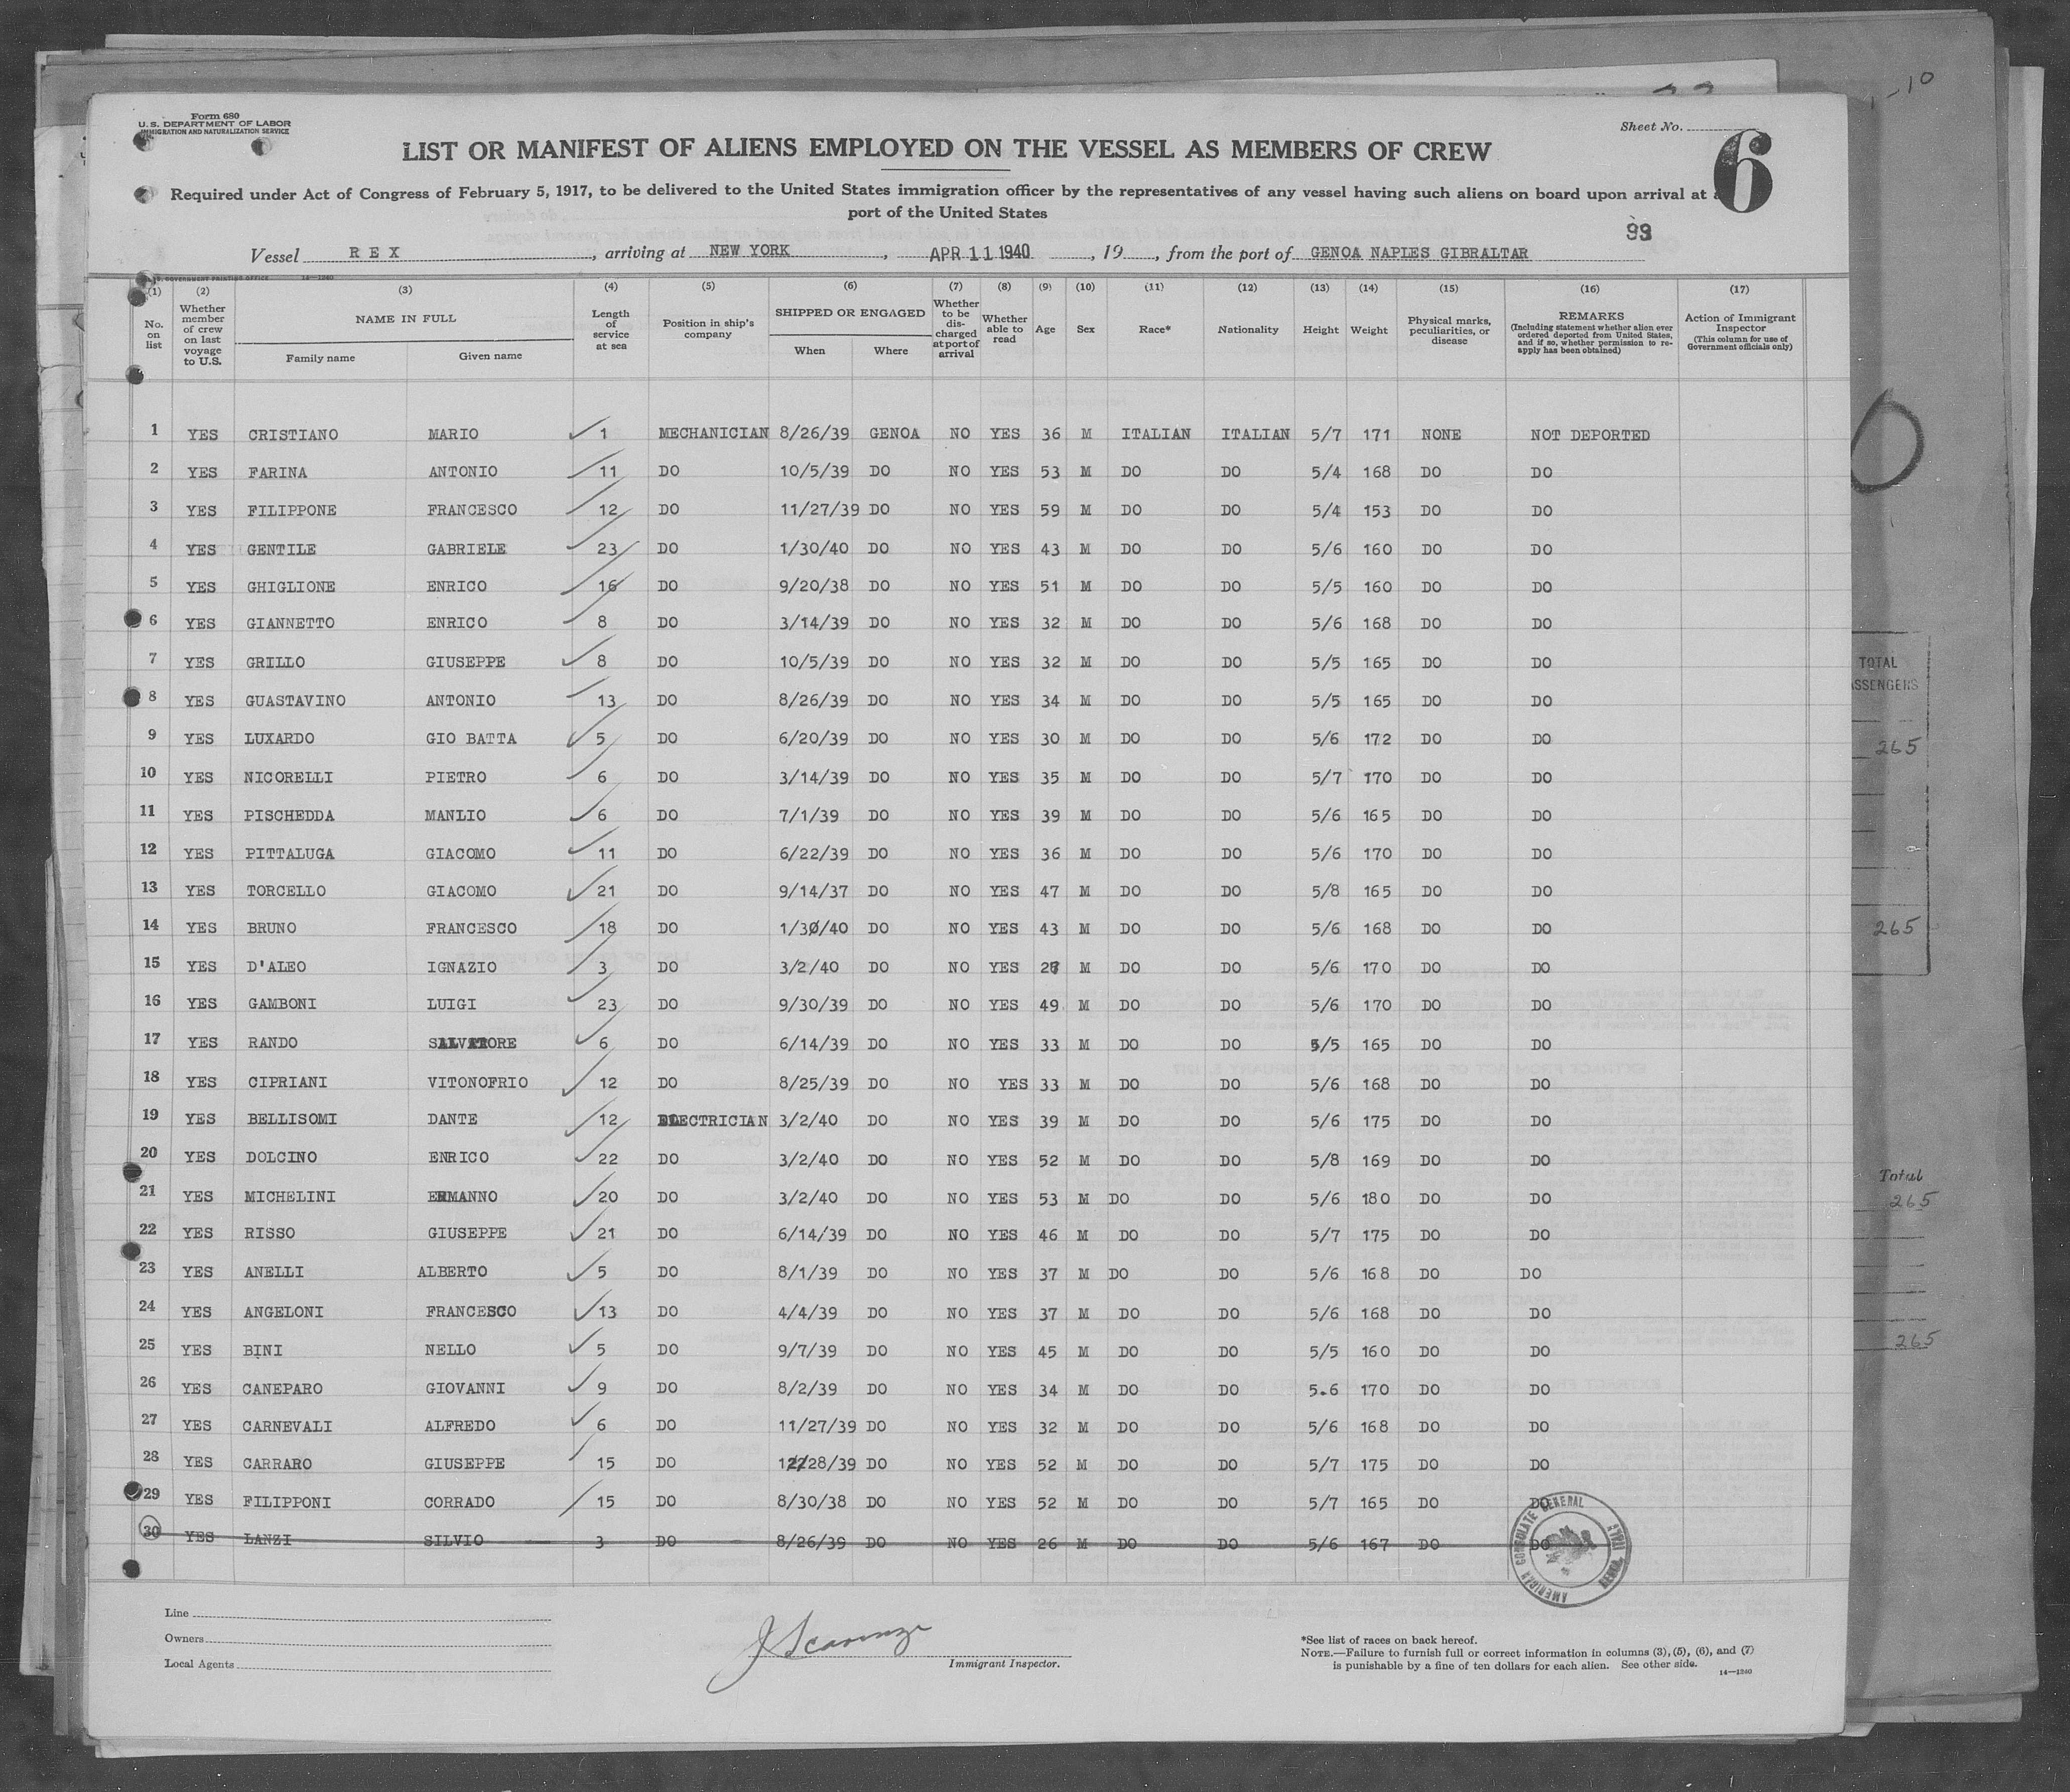 - 10
Form 680
U.S. DEPARTMENT OF LABOR
IMMIGRATION AND NATURALIZATION SERVICE
Sheet No.
6
LIST OR MANIFEST OF ALIENS EMPLOYED ON THE VESSEL AS MEMBERS OF CREW
Required under Act of Congress of February 5, 1917, to be delivered to the United States immigration officer by the representatives of any vessel having such aliens on board upon arrival at a
port of the United States
93
Vessel REX, arriving at NEW YORK, APR 11 1940, 19, from the port of GENOA NAPLES GIBRALTAR
U.S. GOVERNMENT PRINTING OFFICE 14—1240
(1) (2) (3) (4) (5) (6) (7) (8) (9) (10) (11) (12) (13) (14) (15) (16) (17)
No. on list
Whether member of crew on last voyage to U.S.
NAME IN FULL
Family name Given name
Length of service at sea
Position in ship's company
SHIPPED OR ENGAGED
When Where
Whether to be discharged at port of arrival
Whether able to read
Age
Sex
Race*
Nationality
Height
Weight
Physical marks, peculiarities, or disease
REMARKS
(Including statement whether alien ever ordered deported from United States, and if so, whether permission to reapply has been obtained)
Action of Immigrant Inspector
(This column for use of Government officials only)
1 YES CRISTIANO MARIO 1 MECHANICIAN 8/26/39 GENOA NO YES 36 M ITALIAN ITALIAN 5/7 171 NONE NOT DEPORTED
2 YES FARINA ANTONIO 11 DO 10/5/39 DO NO YES 53 M DO DO 5/4 168 DO DO
3 YES FILIPPONE FRANCESCO 12 DO 11/27/39 DO NO YES 59 M DO DO 5/4 153 DO DO
4 YES GENTILE GABRIELE 23 DO 1/30/40 DO NO YES 43 M DO DO 5/6 160 DO DO
5 YES GHIGLIONE ENRICO 16 DO 9/20/38 DO NO YES 51 M DO DO 5/5 160 DO DO
6 YES GIANNETTO ENRICO 8 DO 3/14/39 DO NO YES 32 M DO DO 5/6 168 DO DO
7 YES GRILLO GIUSEPPE 8 DO 10/5/39 DO NO YES 32 M DO DO 5/5 165 DO DO
8 YES GUASTAVINO ANTONIO 13 DO 8/26/39 DO NO YES 34 M DO DO 5/5 165 DO DO
9 YES LUXARDO GIO BATTA 5 DO 6/20/39 DO NO YES 30 M DO DO 5/6 172 DO DO
10 YES NICORELLI PIETRO 6 DO 3/14/39 DO NO YES 35 M DO DO 5/7 170 DO DO
11 YES PISCHEDDA MANLIO 6 DO 7/1/39 DO NO YES 39 M DO DO 5/6 165 DO DO
12 YES PITTALUGA GIACOMO 11 DO 6/22/39 DO NO YES 36 M DO DO 5/6 170 DO DO
13 YES TORCELLO GIACOMO 21 DO 9/14/37 DO NO YES 47 M DO DO 5/8 165 DO DO
14 YES BRUNO FRANCESCO 18 DO 1/30/40 DO NO YES 43 M DO DO 5/6 168 DO DO
15 YES D'ALEO IGNAZIO 3 DO 3/2/40 DO NO YES M DO DO 5/6 170 DO DO
16 YES GAMBONI LUIGI 23 DO 9/30/39 DO NO YES 49 M DO DO 5/6 170 DO DO
17 YES RANDO SALVATORE 6 DO 6/14/39 DO NO YES 33 M DO DO 5/5 165 DO DO
18 YES CIPRIANI VITONOFRIO 12 DO 8/25/39 DO NO YES 33 M DO DO 5/6 168 DO DO
19 YES BELLISOMI DANTE 12 ELECTRICIAN 3/2/40 DO NO YES 39 M DO DO 5/6 175 DO DO
20 YES DOLCINO ENRICO 22 DO 3/2/40 DO NO YES 52 M DO DO 5/8 169 DO DO
21 YES MICHELINI ERMANNO 20 DO 3/2/40 DO NO YES 53 M DO DO 5/6 180 DO DO
22 YES RISSO GIUSEPPE 21 DO 6/14/39 DO NO YES 46 M DO DO 5/7 175 DO DO
23 YES ANELLI ALBERTO 5 DO 8/1/39 DO NO YES 37 M DO DO 5/6 168 DO DO
24 YES ANGELONI FRANCESCO 13 DO 4/4/39 DO NO YES 37 M DO DO 5/6 168 DO DO
25 YES BINI NELLO 5 DO 9/7/39 DO NO YES 45 M DO DO 5/5 160 DO DO
26 YES CANEPARO GIOVANNI 9 DO 8/2/39 DO NO YES 34 M DO DO 5.6 170 DO DO
27 YES CARNEVALI ALFREDO 6 DO 11/27/39 DO NO YES 32 M DO DO 5/6 168 DO DO
28 YES CARRARO GIUSEPPE 15 DO 12/28/39 DO NO YES 52 M DO DO 5/7 175 DO DO
29 YES FILIPPONI CORRADO 15 DO 8/30/38 DO NO YES 52 M DO DO 5/7 165 DO DO
30 YES LANZI SILVIO 3 DO 8/26/39 DO NO YES 26 M DO DO 5/6 167 DO DO
AMERICAN CONSULATE GENERAL GENOA, ITALY
Line
Owners
Local Agents
Immigrant Inspector.
*See list of races on back hereof.
NOTE.—Failure to furnish full or correct information in columns (3), (5), (6), and (7)
is punishable by a fine of ten dollars for each alien. See other side.
14—1240
TOTAL
PASSENGERS
265
265
Total
265
265